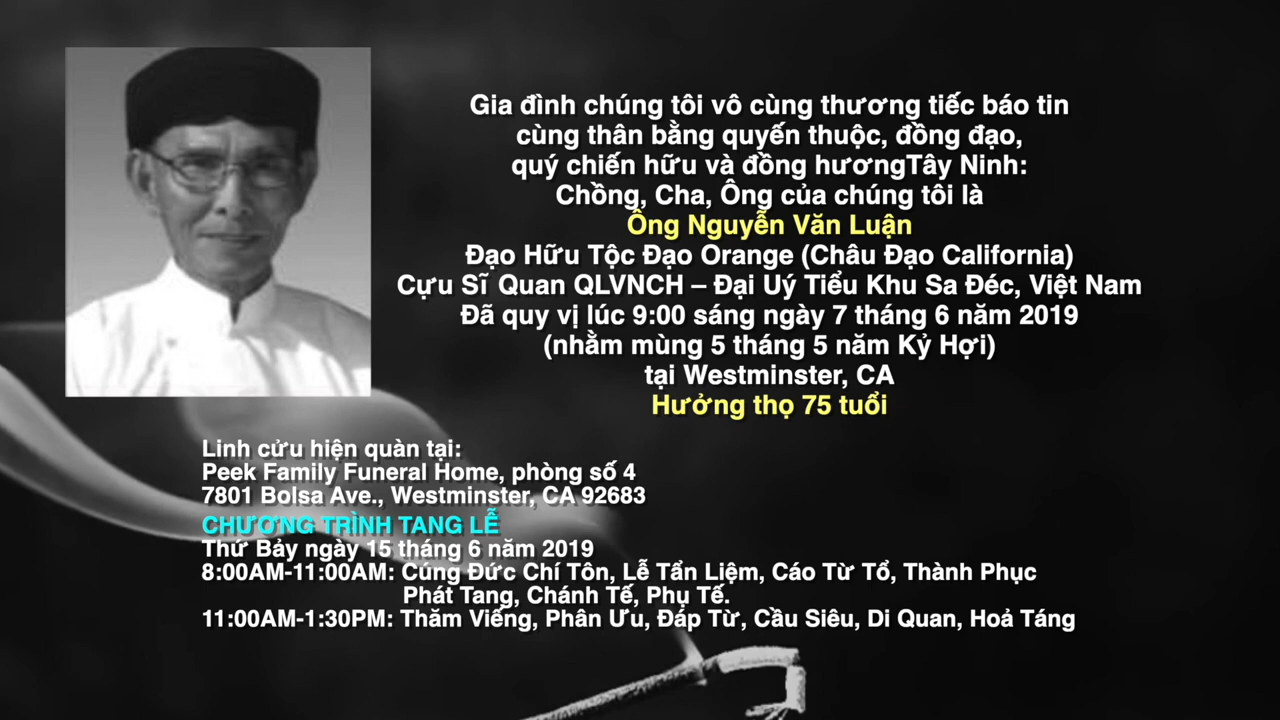 Gia đình chúng tôi vô cùng thương tiếc báo tin
cùng thân bằng quyến thuộc, đồng đạo,
quý chiến hữu và đồng hươngTây Ninh:
Chồng, Cha, Ông của chúng tôi là
Ông Nguyễn Văn Luận
Đạo Hữu Tộc Đạo Orange (Châu Đạo California)
Cựu Sĩ Quan QLVNCH – Đại Uý Tiểu Khu Sa Đéc, Việt Nam
Đã quy vị lúc 9:00 sáng ngày 7 tháng 6 năm 2019
(nhằm mùng 5 tháng 5 năm Kỷ Hợi)
tại Westminster, CA
Hưởng thọ 75 tuổi
Linh cửu hiện quàn tại:
Peek Family Funeral Home, phòng số 4
7801 Bolsa Ave., Westminster, CA 92683
CHƯƠNG TRÌNH TANG LỄ
Thứ Bảy ngày 15 tháng 6 năm 2019
8:00AM-11:00AM: Cúng Đức Chí Tôn, Lễ Tẩn Liệm, Cáo Từ Tổ, Thành Phục
Phát Tang, Chánh Tế, Phụ Tế.
11:00AM-1:30PM: Thăm Viếng, Phân Ưu, Đáp Từ, Cầu Siêu, Di Quan, Hoả Táng